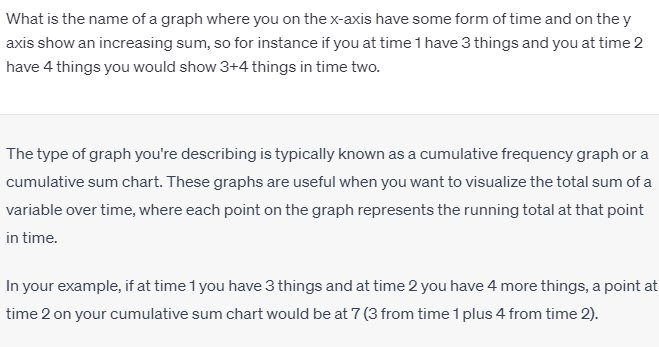 What is the name of a graph where you on the x-axis have some form of time and on the y
axis show an increasing sum, so for instance if you at time 1 have 3 things and you at time 2
have 4 things you would show 3+4 things in time two.
The type of graph you're describing is typically known as a cumulative frequency graph or a
cumulative sum chart. These graphs are useful when you want to visualize the total sum of a
variable over time, where each point on the graph represents the running total at that point
in time.
In your example, if at time 1 you have 3 things and at time 2 you have 4 more things, a point at
time 2 on your cumulative sum chart would be at 7 (3 from time 1 plus 4 from time 2).